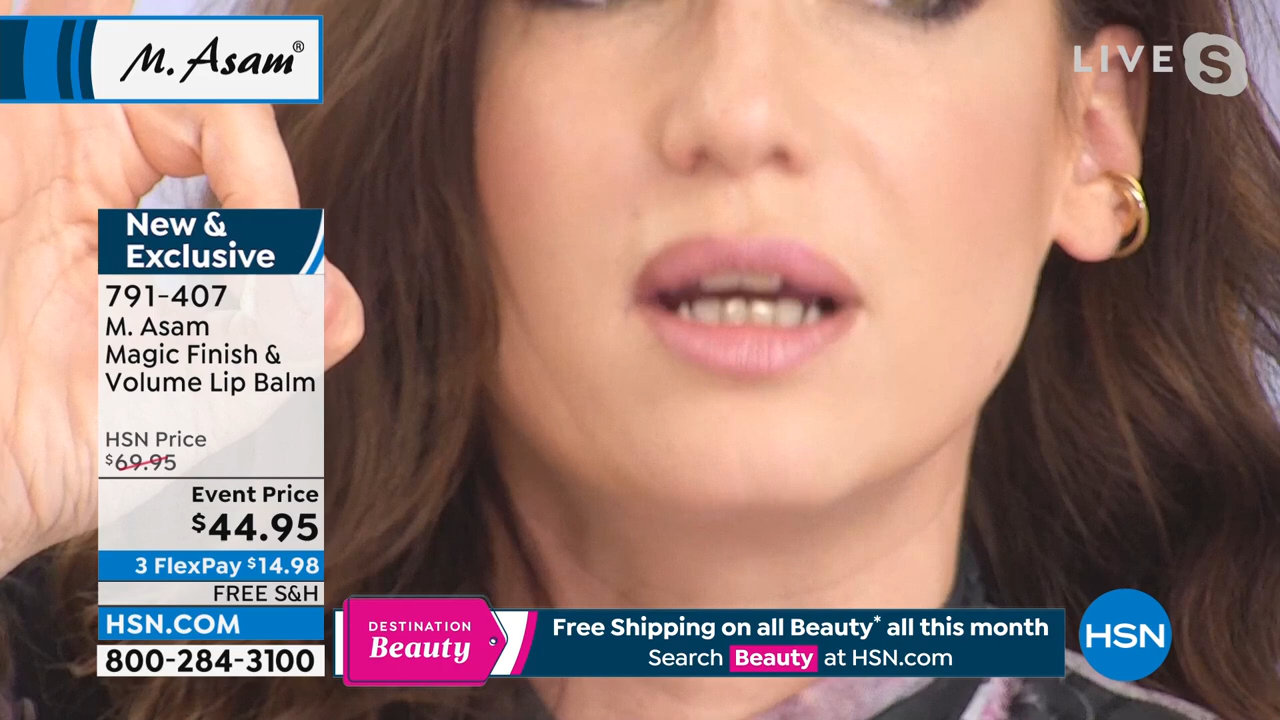 M. Asam®
LIVE S
New &
Exclusive
791-407
M. Asam
Magic Finish &
Volume Lip Balm
HSN Price
$69.95
Event Price
$44.95
3 FlexPay $14.98
FREE S&H
HSN.COM
800-284-3100
DESTINATION
Beauty
Free Shipping on all Beauty* all this month
Search Beauty at HSN.com
HSN